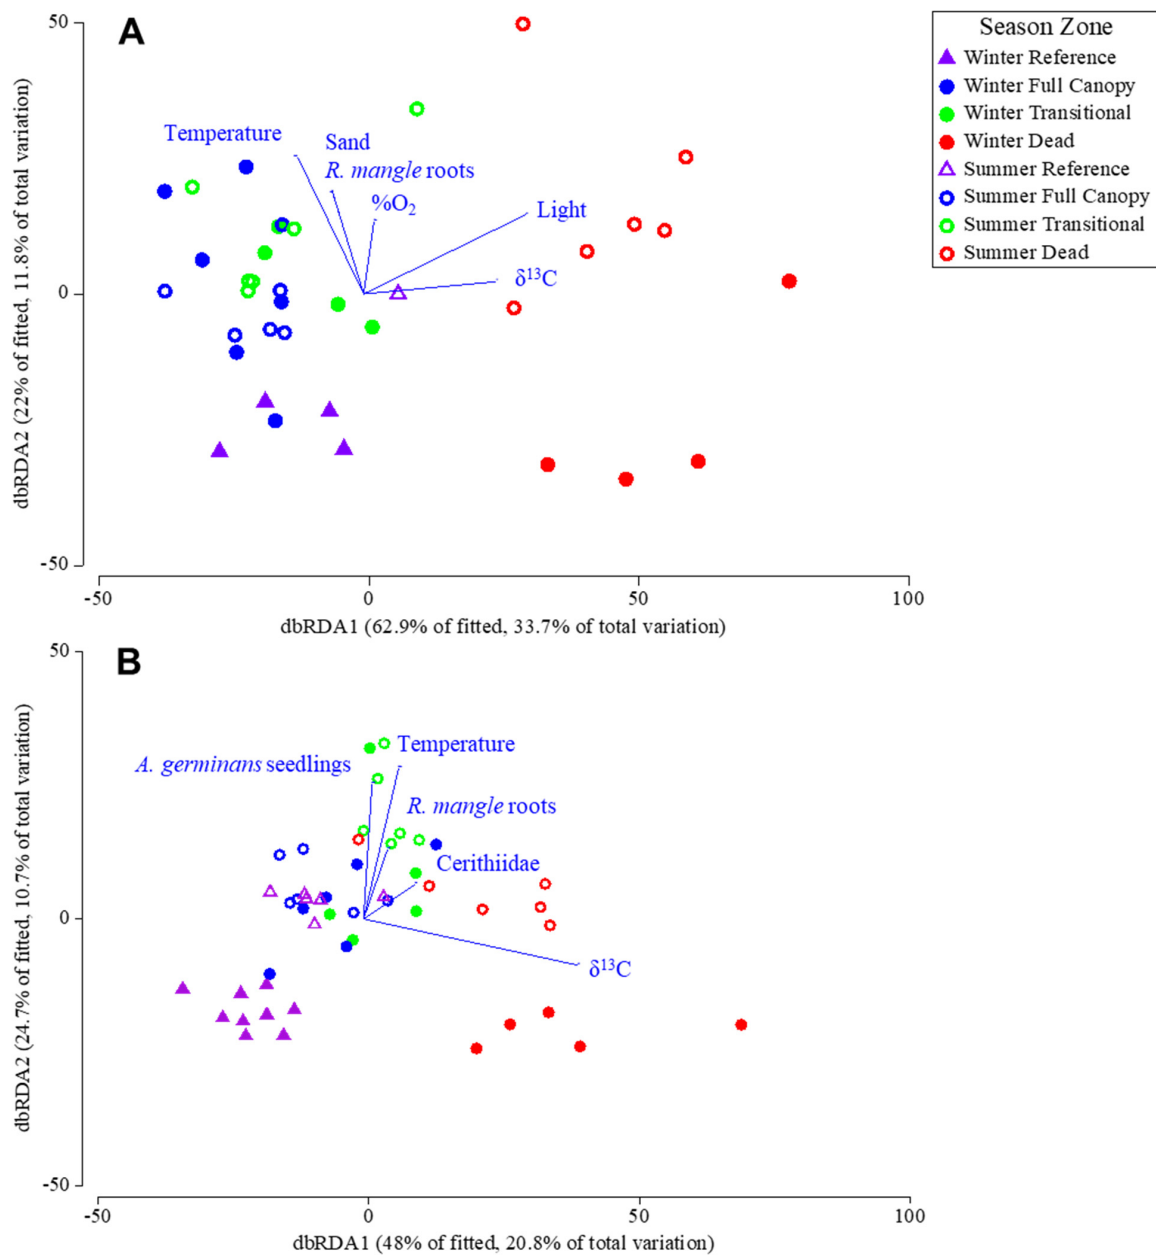 A
50
0
-50
dbRDA2 (22% of fitted, 11.8% of total variation)
Temperature
Sand
R. mangle roots
%O₂
Light
δ¹³C
-50
0
50
100
dbRDA1 (62.9% of fitted, 33.7% of total variation)
Season Zone
Winter Reference
Winter Full Canopy
Winter Transitional
Winter Dead
Summer Reference
Summer Full Canopy
Summer Transitional
Summer Dead
B
50
0
-50
dbRDA2 (24.7% of fitted, 10.7% of total variation)
Temperature
A. germinans seedlings
R. mangle roots
Cerithiidae
δ¹³C
-50
0
50
100
dbRDA1 (48% of fitted, 20.8% of total variation)